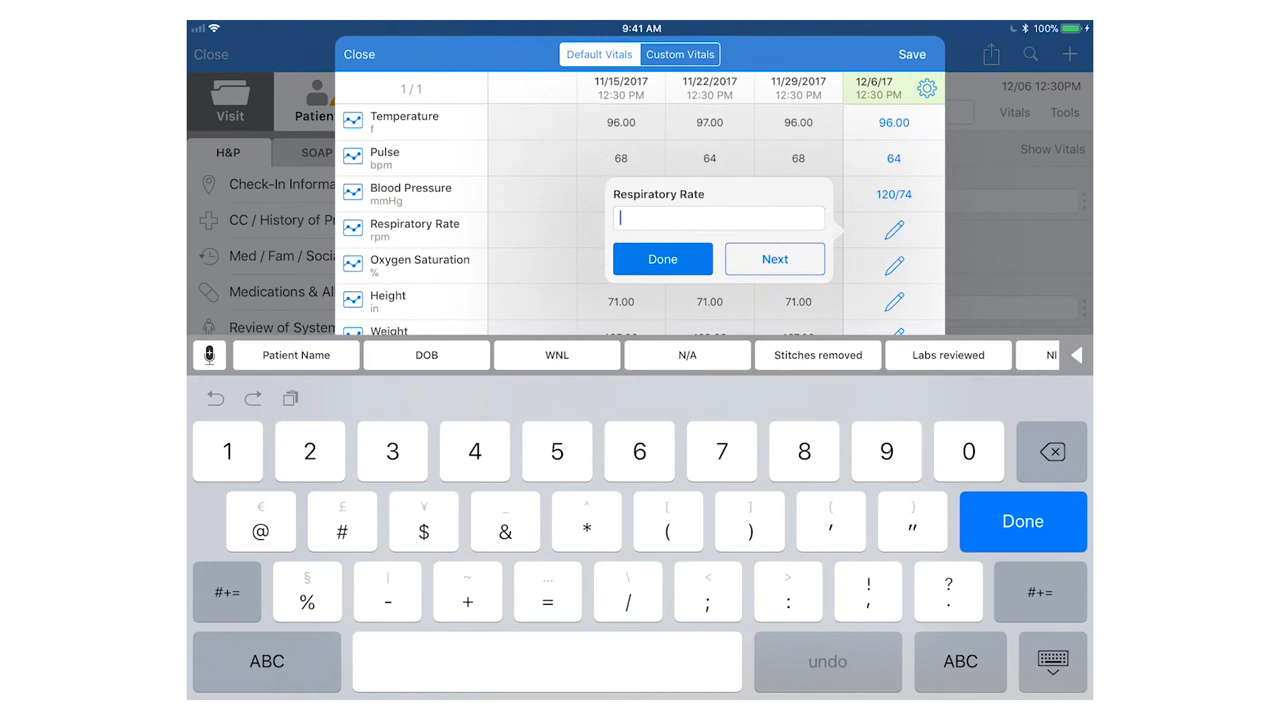 9:41 AM
100%
Close
Close
Default Vitals
Custom Vitals
Save
Visit
Patien
12/06 12:30PM
Vitals
Tools
Show Vitals
H&P
SOAP
Check-In Informa
CC / History of Pr
Med / Fam / Socia
Medications & Al
Review of System
1 / 1
11/15/2017
12:30 PM
11/22/2017
12:30 PM
11/29/2017
12:30 PM
12/6/17
12:30 PM
Temperature
f
96.00
97.00
96.00
96.00
Pulse
bpm
68
64
68
64
Blood Pressure
mmHg
120/74
Respiratory Rate
rpm
Oxygen Saturation
%
Height
in
71.00
71.00
71.00
Weight
Respiratory Rate
Done
Next
Patient Name
DOB
WNL
N/A
Stitches removed
Labs reviewed
1 2 3 4 5 6 7 8 9 0
€ £ ¥ _ ^ [ ] { }
@ # $ & * ( ) ' "
Done
§ | ~ … \ < > ! ?
#+= % - + = / ; : , . #+=
ABC
undo
ABC